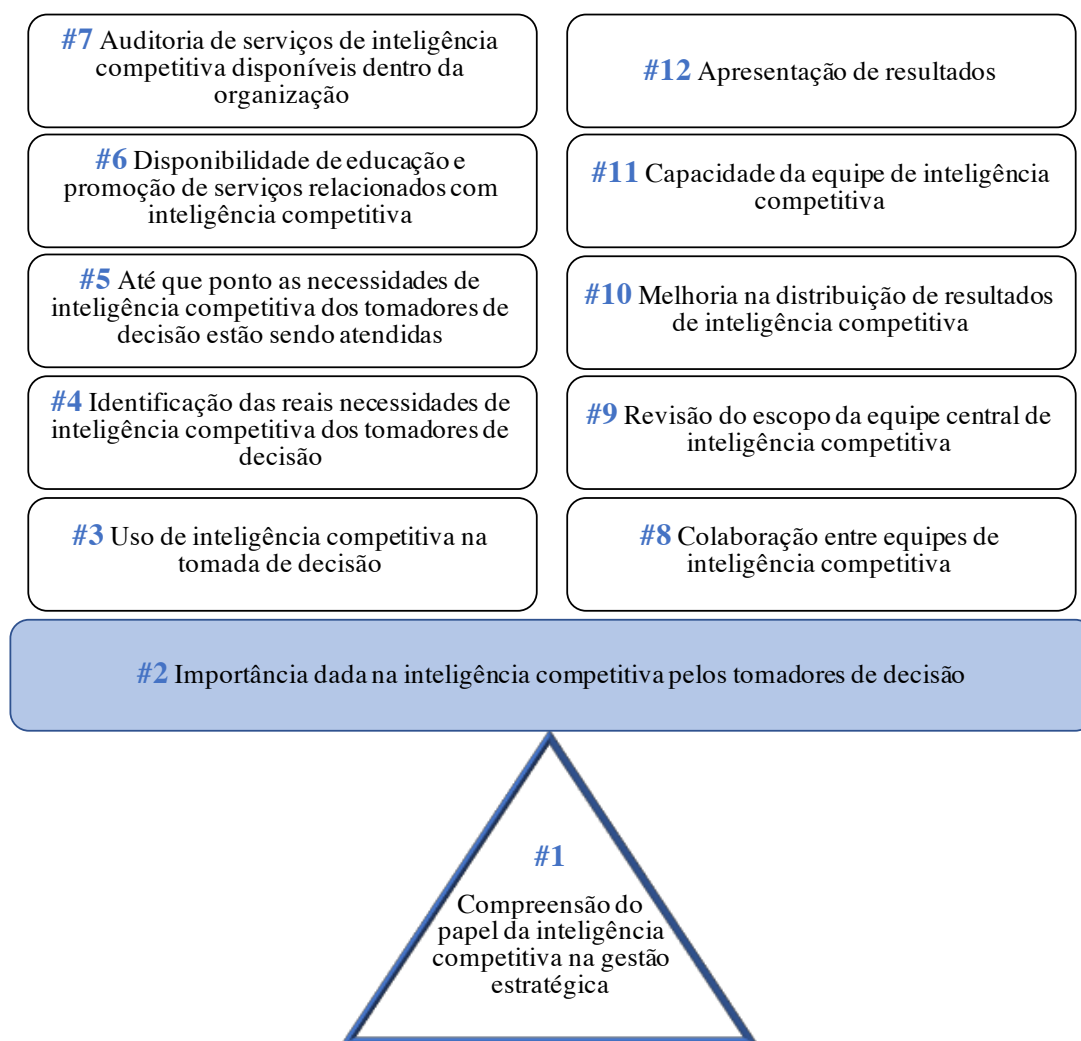 #7 Auditoria de serviços de inteligência
competitiva disponíveis dentro da
organização
#6 Disponibilidade de educação e
promoção de serviços relacionados com
inteligência competitiva
#5 Até que ponto as necessidades de
inteligência competitiva dos tomadores de
decisão estão sendo atendidas
#4 Identificação das reais necessidades de
inteligência competitiva dos tomadores de
decisão
#3 Uso de inteligência competitiva na
tomada de decisão
#12 Apresentação de resultados
#11 Capacidade da equipe de inteligência
competitiva
#10 Melhoria na distribuição de resultados
de inteligência competitiva
#9 Revisão do escopo da equipe central de
inteligência competitiva
#8 Colaboração entre equipes de
inteligência competitiva
#2 Importância dada na inteligência competitiva pelos tomadores de decisão
#1
Compreensão do
papel da inteligência
competitiva na gestão
estratégica